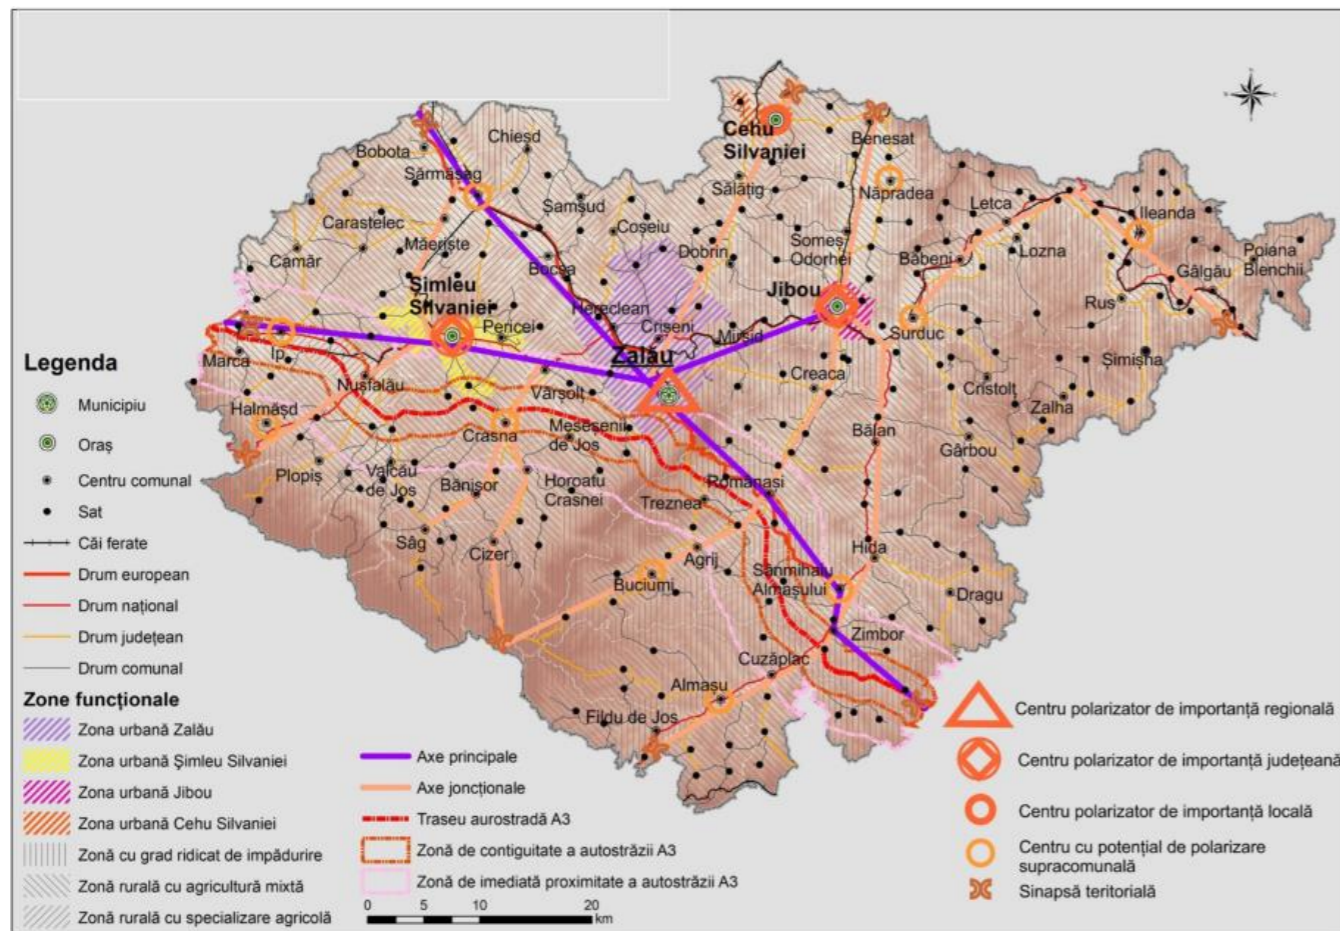 Cehu
Silvaniei
Benesat
Chieșd
Bobota
Sărmășag
Sălățig
Năpradea
Șamșud
Letca
Ileanda
Carastelec
Coșeiu
Măeriște
Dobrin
Someș
Odorhei
Lozna
Poiana
Blenchii
Camăr
Bocșa
Băbeni
Gâlgău
Șimleu
Silvaniei
Jibou
Rus
Hereclean
Pericei
Criseni
Mirșid
Surduc
Ip
Marca
Zalău
Șimișna
Nușfalău
Creaca
Cristolț
Vârșolț
Zalha
Halmășd
Crasna
Meseșenii
de Jos
Bălan
Gârbou
Plopiș
Valcău
de Jos
Bănișor
Horoatu
Crasnei
Românași
Treznea
Sâg
Cizer
Agrij
Hida
Buciumi
Sânmihaiu
Almașului
Dragu
Zimbor
Cuzăplac
Almașu
Fildu de Jos
Legenda
Municipiu
Oraș
Centru comunal
Sat
Căi ferate
Drum european
Drum național
Drum județean
Drum comunal
Zone funcționale
Zona urbană Zalău
Zona urbană Șimleu Silvaniei
Zona urbană Jibou
Zona urbană Cehu Silvaniei
Zonă cu grad ridicat de impădurire
Zonă rurală cu agricultură mixtă
Zonă rurală cu specializare agricolă
Axe principale
Axe joncționale
Traseu aurostradă A3
Zonă de contiguitate a autostrăzii A3
Zonă de imediată proximitate a autostrăzii A3
0 5 10 20
km
Centru polarizator de importanță regională
Centru polarizator de importanță județeană
Centru polarizator de importanță locală
Centru cu potențial de polarizare
supracomunală
Sinapsă teritorială